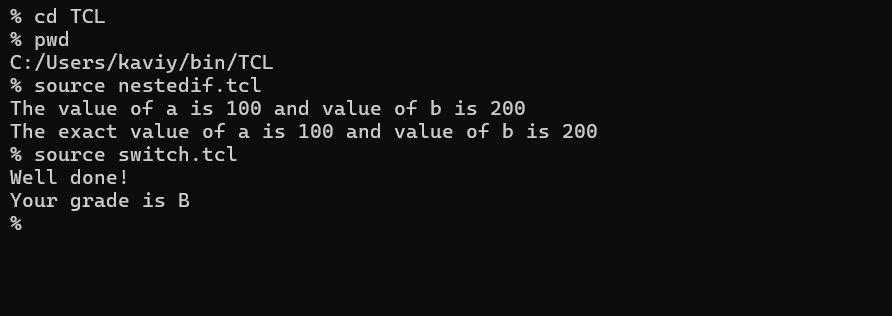 % cd TCL
% pwd
C:/Users/kaviy/bin/TCL
% source nestedif.tcl
The value of a is 100 and value of b is 200
The exact value of a is 100 and value of b is 200
% source switch.tcl
Well done!
Your grade is B
%